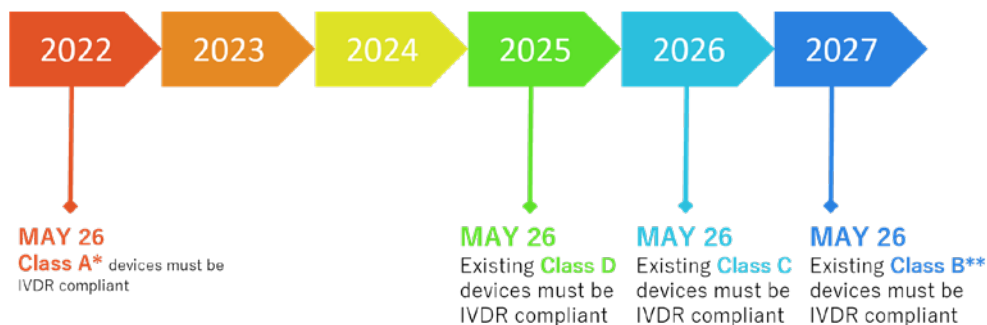 2022
2023
2024
2025
2026
2027
MAY 26
Class A* devices must be
IVDR compliant
MAY 26
Existing Class D
devices must be
IVDR compliant
MAY 26
Existing Class C
devices must be
IVDR compliant
MAY 26
Existing Class B**
devices must be
IVDR compliant